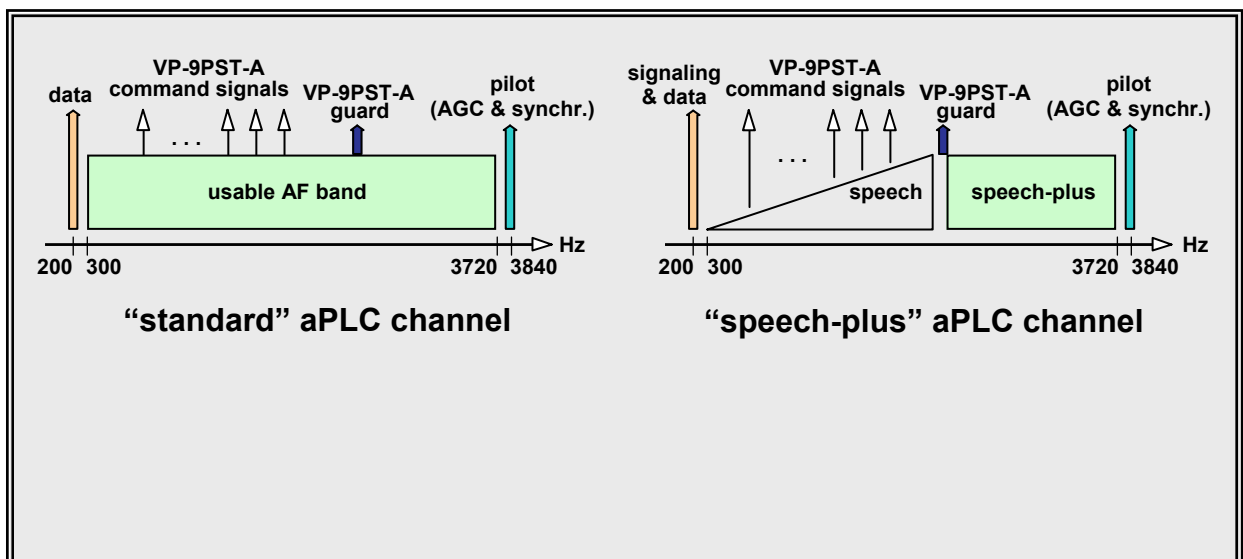 data
VP-9PST-A
command signals
VP-9PST-A
guard
pilot
(AGC & synchr.)
. . .
usable AF band
Hz
200 300 3720 3840
“standard” aPLC channel
signaling
& data
VP-9PST-A
command signals
VP-9PST-A
guard
pilot
(AGC & synchr.)
. . .
speech
speech-plus
Hz
200 300 3720 3840
“speech-plus” aPLC channel